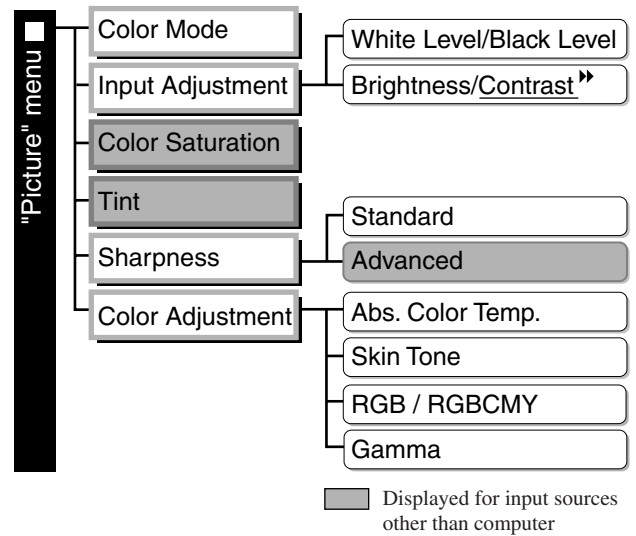 "Picture" menu
Color Mode
Input Adjustment
White Level/Black Level
Brightness/Contrast
Color Saturation
Tint
Sharpness
Standard
Advanced
Color Adjustment
Abs. Color Temp.
Skin Tone
RGB / RGBCMY
Gamma
Displayed for input sources
other than computer